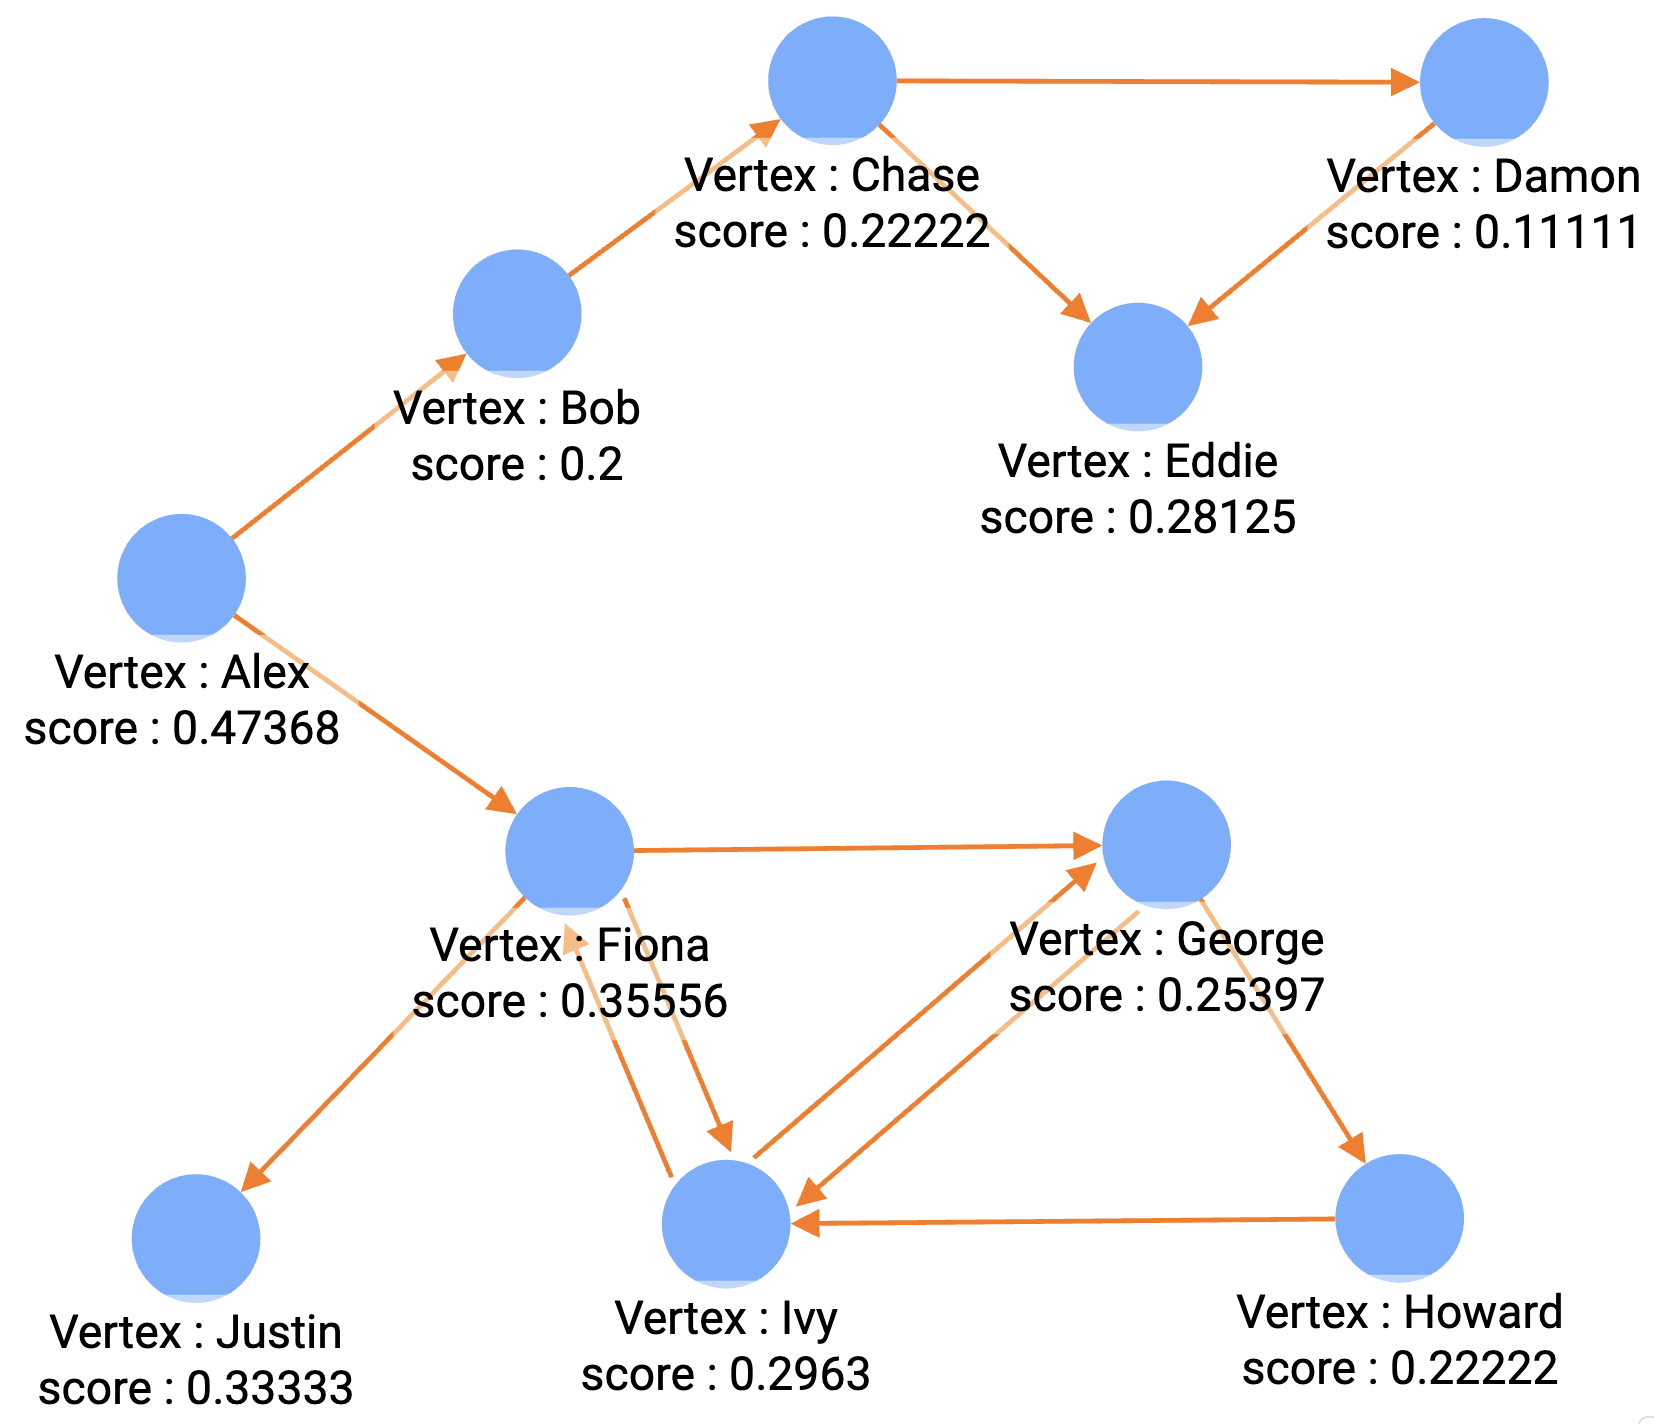 Vertex : Chase
score : 0.22222
Vertex : Damon
score : 0.11111
Vertex : Bob
score : 0.2
Vertex : Eddie
score : 0.28125
Vertex : Alex
score : 0.47368
Vertex : Fiona
score : 0.35556
Vertex : George
score : 0.25397
Vertex : Justin
score : 0.33333
Vertex : Ivy
score : 0.2963
Vertex : Howard
score : 0.22222